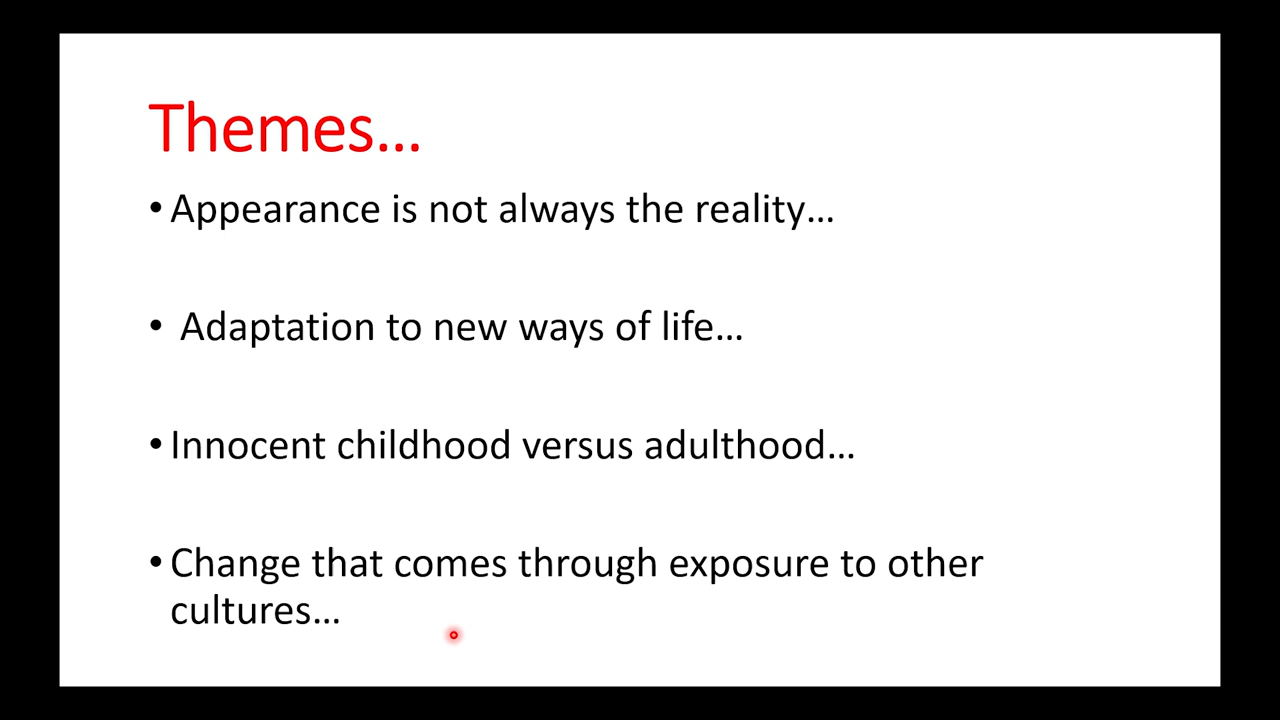 Themes...
•Appearance is not always the reality...
• Adaptation to new ways of life...
•Innocent childhood versus adulthood...
•Change that comes through exposure to other
cultures...